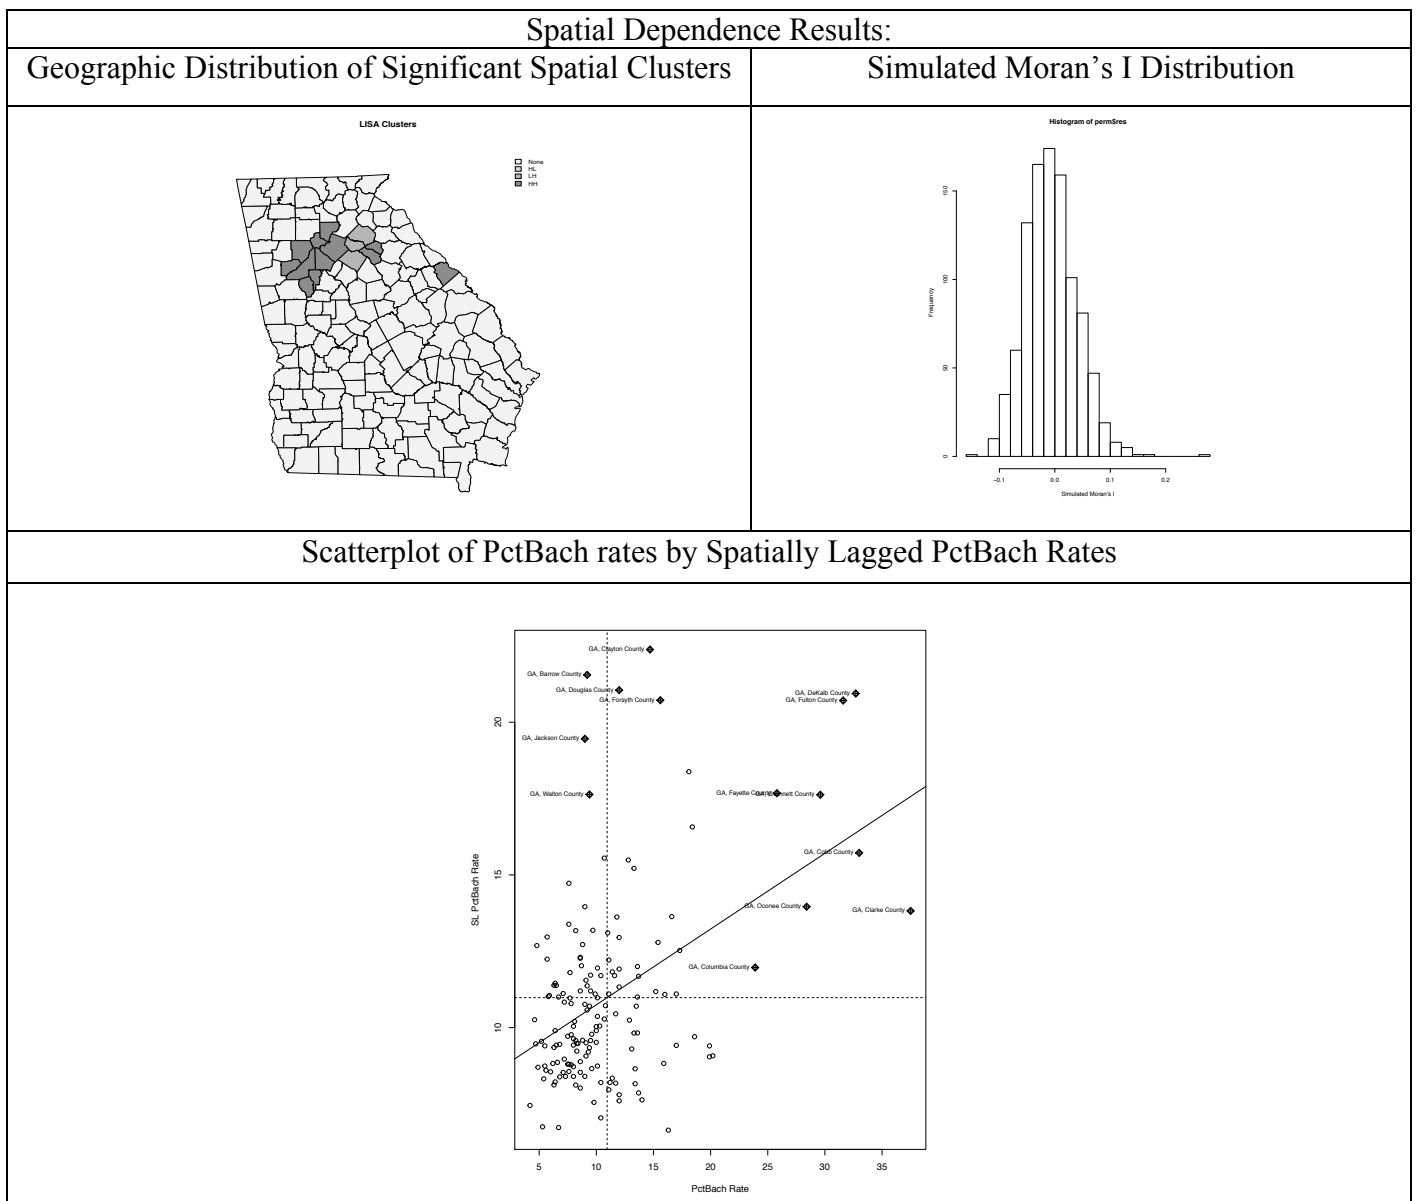 Spatial Dependence Results:
Geographic Distribution of Significant Spatial Clusters
Simulated Moran's I Distribution
LISA Clusters
None
HL
LH
HH
Histogram of perm$res
Frequency
150
100
50
0
-0.1
0.0
0.1
0.2
Simulated Moran's I
Scatterplot of PctBach rates by Spatially Lagged PctBach Rates
GA, Clayton County
GA, Barrow County
GA, Douglas County
GA, Forsyth County
GA, DeKalb County
GA, Fulton County
GA, Jackson County
GA, Walton County
GA, Fayette County
County
GA, Cobb County
GA, Oconee County
GA, Clarke County
GA, Columbia County
SL PctBach Rate
20
15
10
5
10
15
20
25
30
35
PctBach Rate